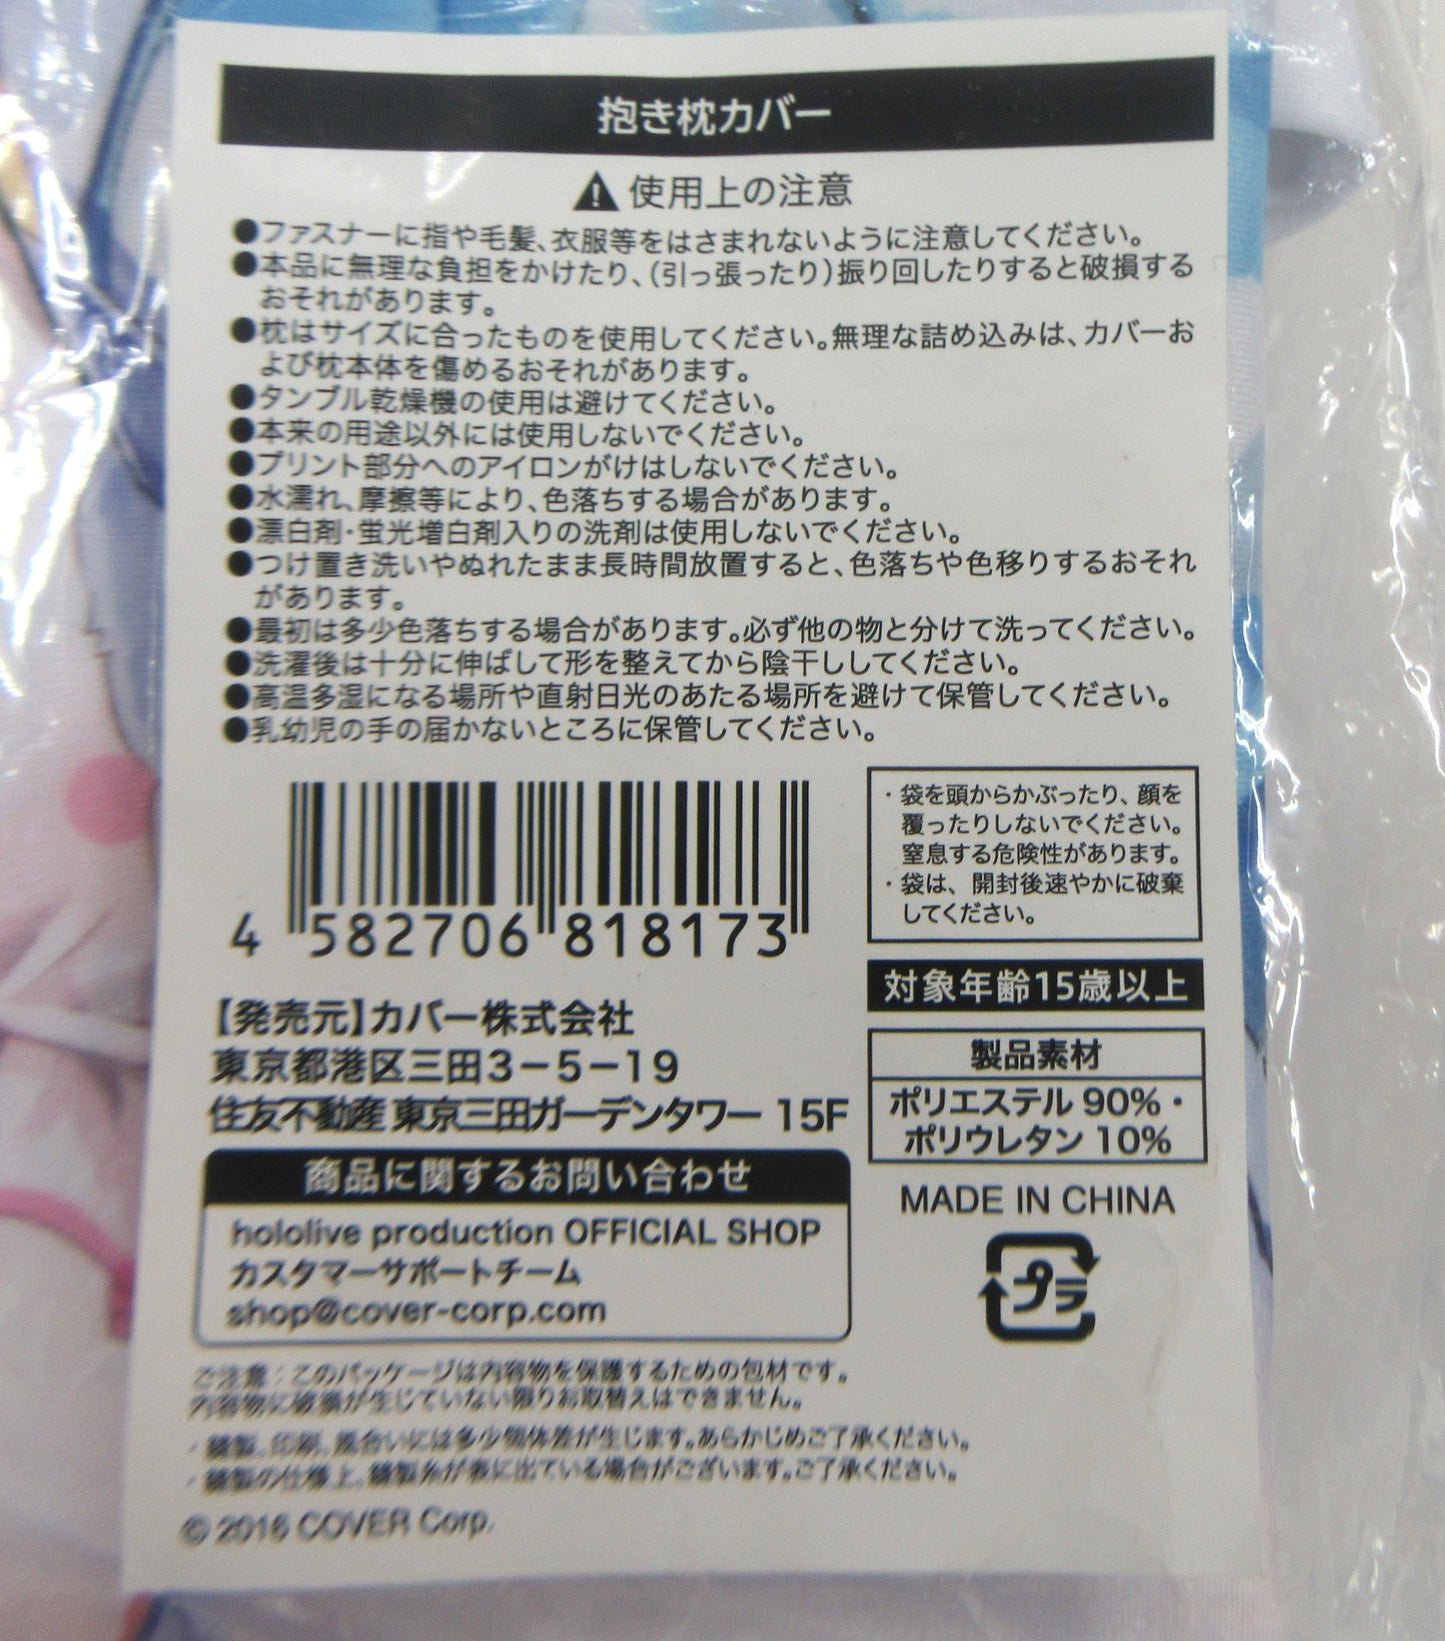 抱き枕カバー
使用上の注意
●ファスナーに指や毛髪、衣服等をはさまれないように注意してください。
●本品に無理な負担をかけたり、(引っ張ったり)振り回したりすると破損する
おそれがあります。
●枕はサイズに合ったものを使用してください。無理な詰め込みは、カバーお
よび枕本体を傷めるおそれがあります。
●タンブル乾燥機の使用は避けてください。
●本来の用途以外には使用しないでください。
●プリント部分へのアイロンがけはしないでください。
●水濡れ、摩擦等により、色落ちする場合があります。
●漂白剤・蛍光増白剤入りの洗剤は使用しないでください。
●つけ置き洗いやぬれたまま長時間放置すると、色落ちや色移りするおそれ
があります。
●最初は多少色落ちする場合があります。必ず他の物と分けて洗ってください。
●洗濯後は十分に伸ばして形を整えてから陰干ししてください。
●高温多湿になる場所や直射日光のあたる場所を避けて保管してください。
●乳幼児の手の届かないところに保管してください。
4 582706 818173
・袋を頭からかぶったり、顔を
覆ったりしないでください。
窒息する危険性があります。
・袋は、開封後速やかに破棄
してください。
対象年齢15歳以上
製品素材
ポリエステル 90%・
ポリウレタン 10%
MADE IN CHINA
プラ
【発売元】カバー株式会社
東京都港区三田3−5−19
住友不動産 東京三田ガーデンタワー 15F
商品に関するお問い合わせ
hololive production OFFICIAL SHOP
カスタマーサポートチーム
shop@cover-corp.com
ご注意：このパッケージは内容物を保護するための包材です。
内容物に破損が生じていない限りお取替えはできません。
・縫製、印刷、風合いには多少個体差が生じます。あらかじめご了承ください。
・縫製の仕様上、縫製糸が表に出ている場合がございます。ご了承ください。
© 2016 COVER Corp.